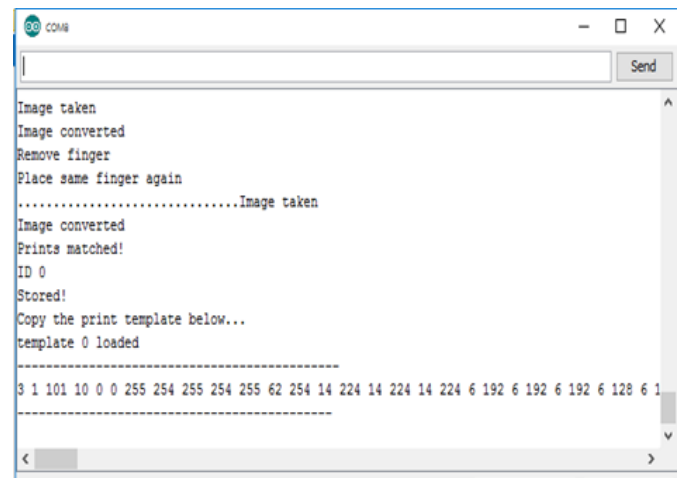 COM8
Send
Image taken
Image converted
Remove finger
Place same finger again
...............................Image taken
Image converted
Prints matched!
ID 0
Stored!
Copy the print template below...
template 0 loaded
---------------------------------------------
3 1 101 10 0 0 255 254 255 254 255 62 254 14 224 14 224 14 224 6 192 6 192 6 192 6 128 6 1
--------------------------------------------